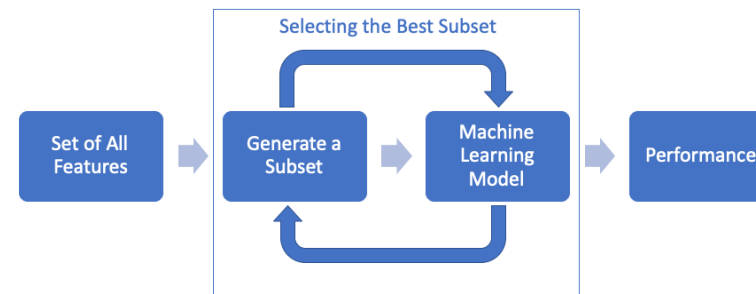 Selecting the Best Subset
Set of All
Features
Generate a
Subset
Machine
Learning
Model
Performance